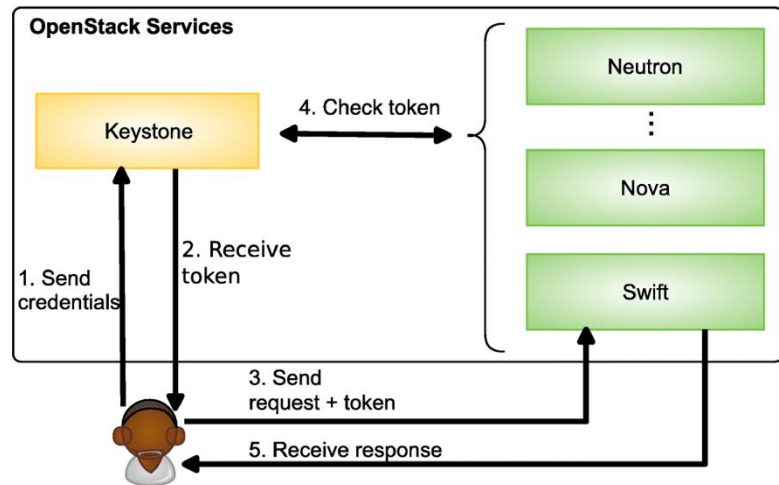 OpenStack Services
Neutron
4. Check token
Keystone
⋮
Nova
2. Receive
token
1. Send
credentials
Swift
3. Send
request + token
5. Receive response